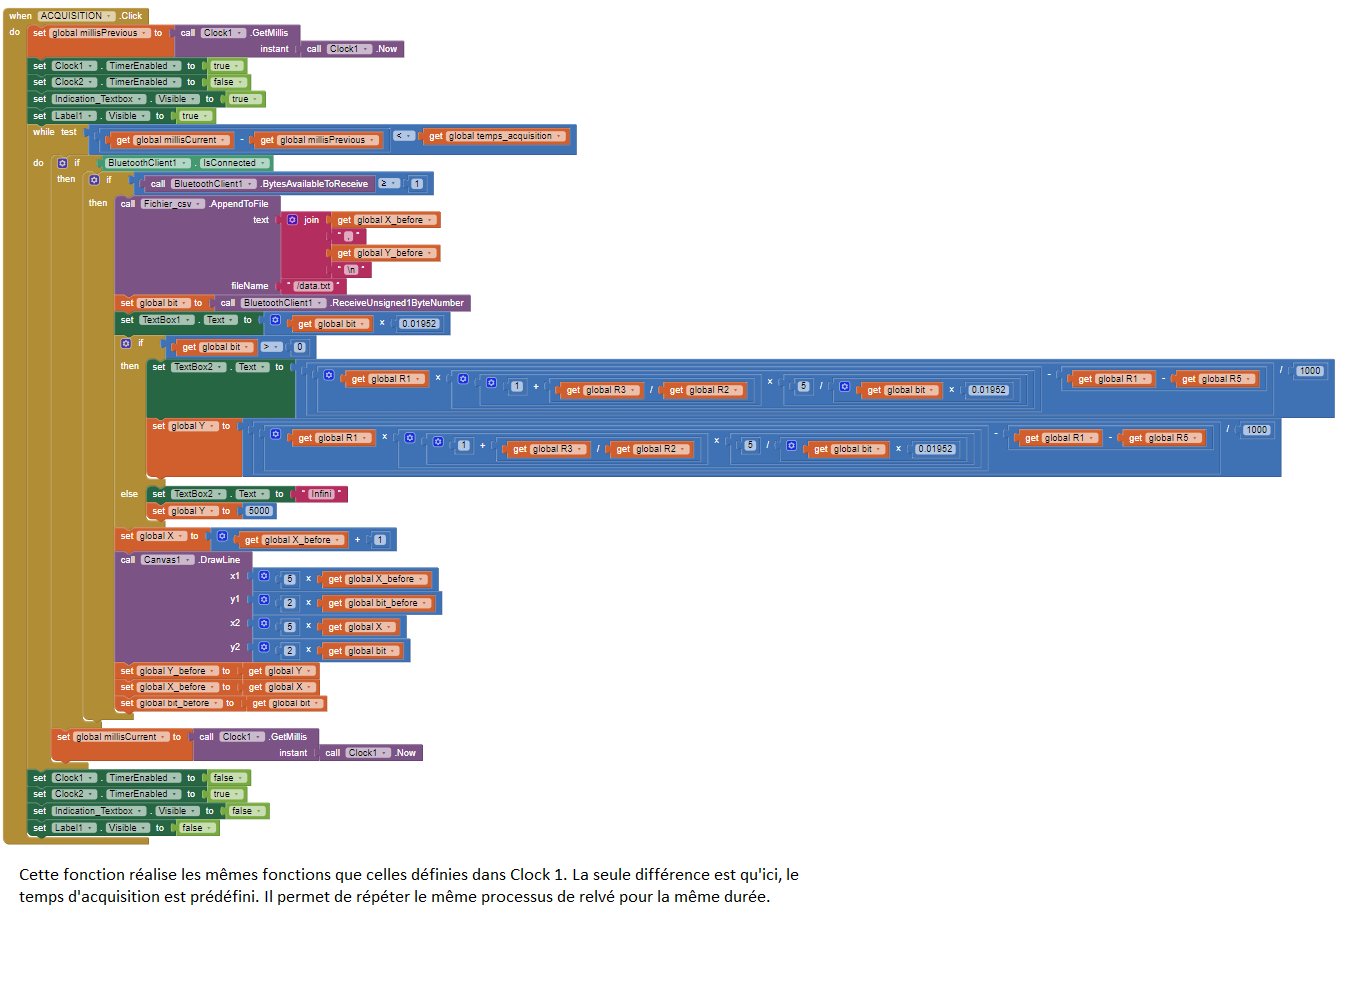 when ACQUISITION .Click
do set global millisPrevious to call Clock1 .GetMillis
instant call Clock1 .Now
set Clock1 . TimerEnabled to true
set Clock2 . TimerEnabled to false
set Indication_Textbox . Visible to true
set Label1 . Visible to true
while test get global millisCurrent - get global millisPrevious < get global temps_acquisition
do if BluetoothClient1 . IsConnected
then if call BluetoothClient1 .BytesAvailableToReceive ≥ 1
then call Fichier_csv .AppendToFile
text join get global X_before
" , "
get global Y_before
" \n "
fileName " /data.txt "
set global bit to call BluetoothClient1 .ReceiveUnsigned1ByteNumber
set TextBox1 . Text to get global bit × 0.01952
if get global bit > 0
then set TextBox2 . Text to get global R1 × 1 + get global R3 / get global R2 × 5 / get global bit × 0.01952 - get global R1 - get global R5 / 1000
set global Y to get global R1 × 1 + get global R3 / get global R2 × 5 / get global bit × 0.01952 - get global R1 - get global R5 / 1000
else set TextBox2 . Text to " Infini "
set global Y to 5000
set global X to get global X_before + 1
call Canvas1 .DrawLine
x1 5 × get global X_before
y1 2 × get global bit_before
x2 5 × get global X
y2 2 × get global bit
set global Y_before to get global Y
set global X_before to get global X
set global bit_before to get global bit
set global millisCurrent to call Clock1 .GetMillis
instant call Clock1 .Now
set Clock1 . TimerEnabled to false
set Clock2 . TimerEnabled to true
set Indication_Textbox . Visible to false
set Label1 . Visible to false
Cette fonction réalise les mêmes fonctions que celles définies dans Clock 1. La seule différence est qu'ici, le
temps d'acquisition est prédéfini. Il permet de répéter le même processus de relvé pour la même durée.